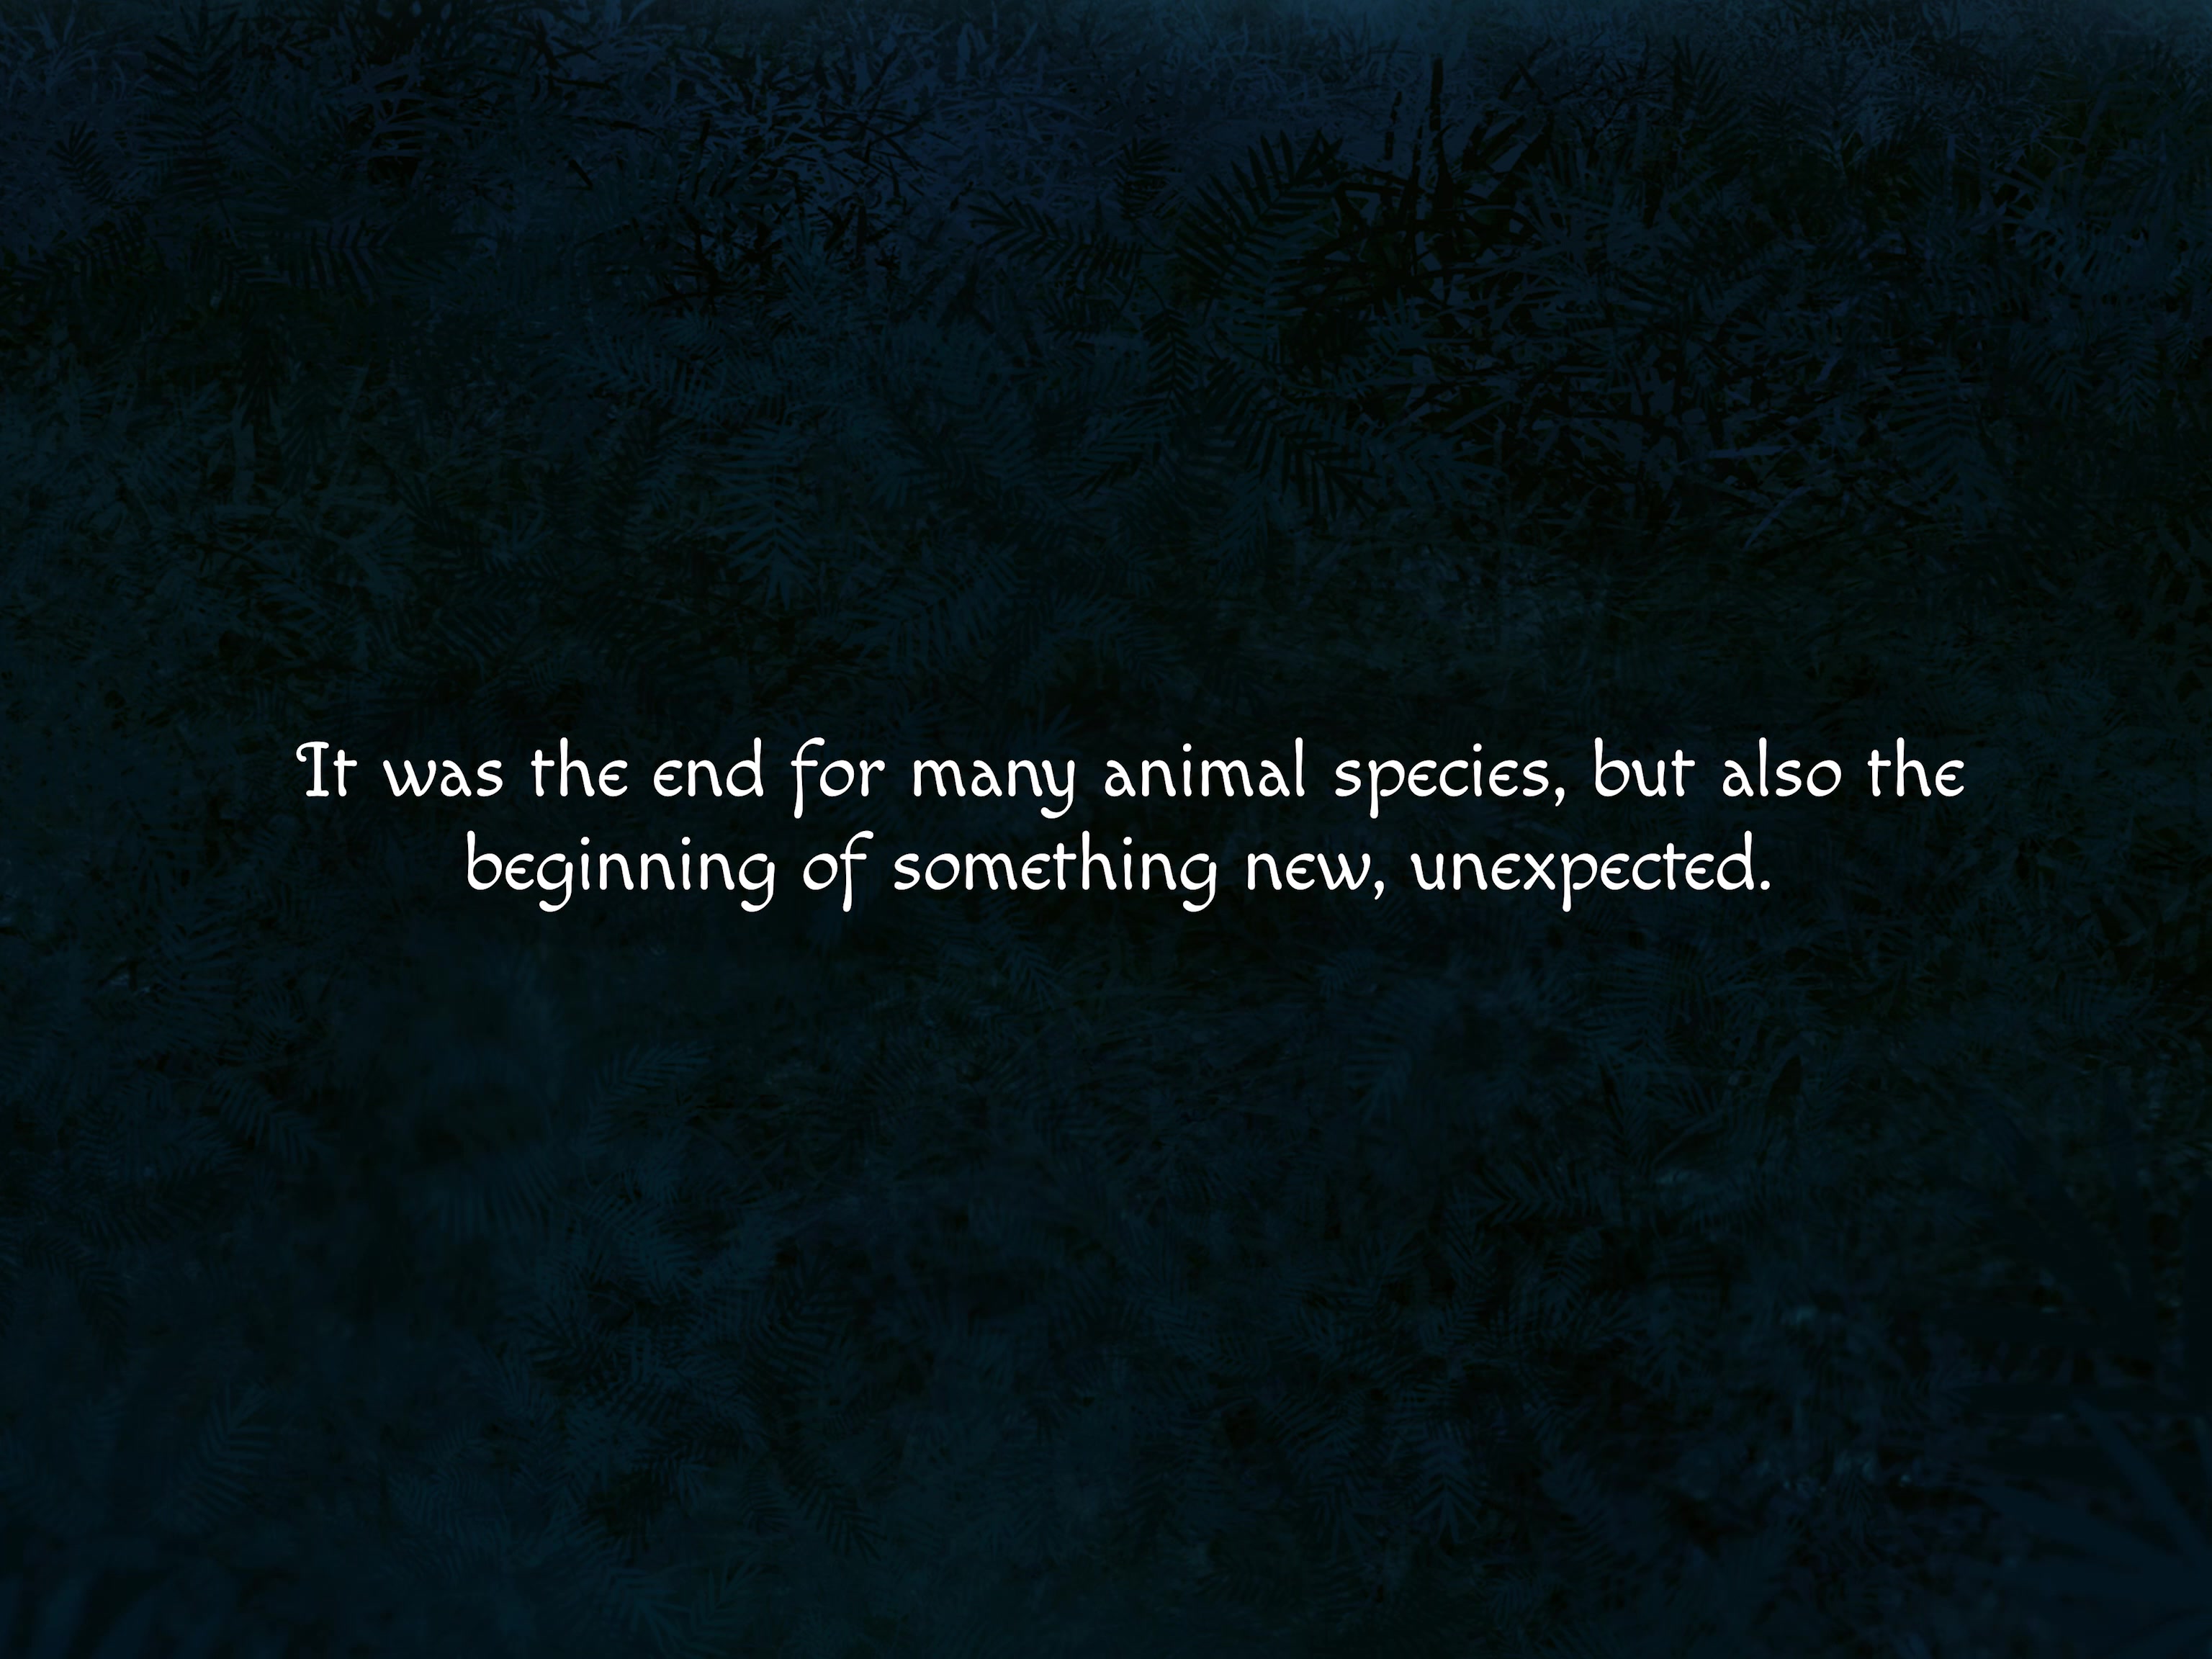 It was the end for many animal species, but also the
beginning of something new, unexpected.